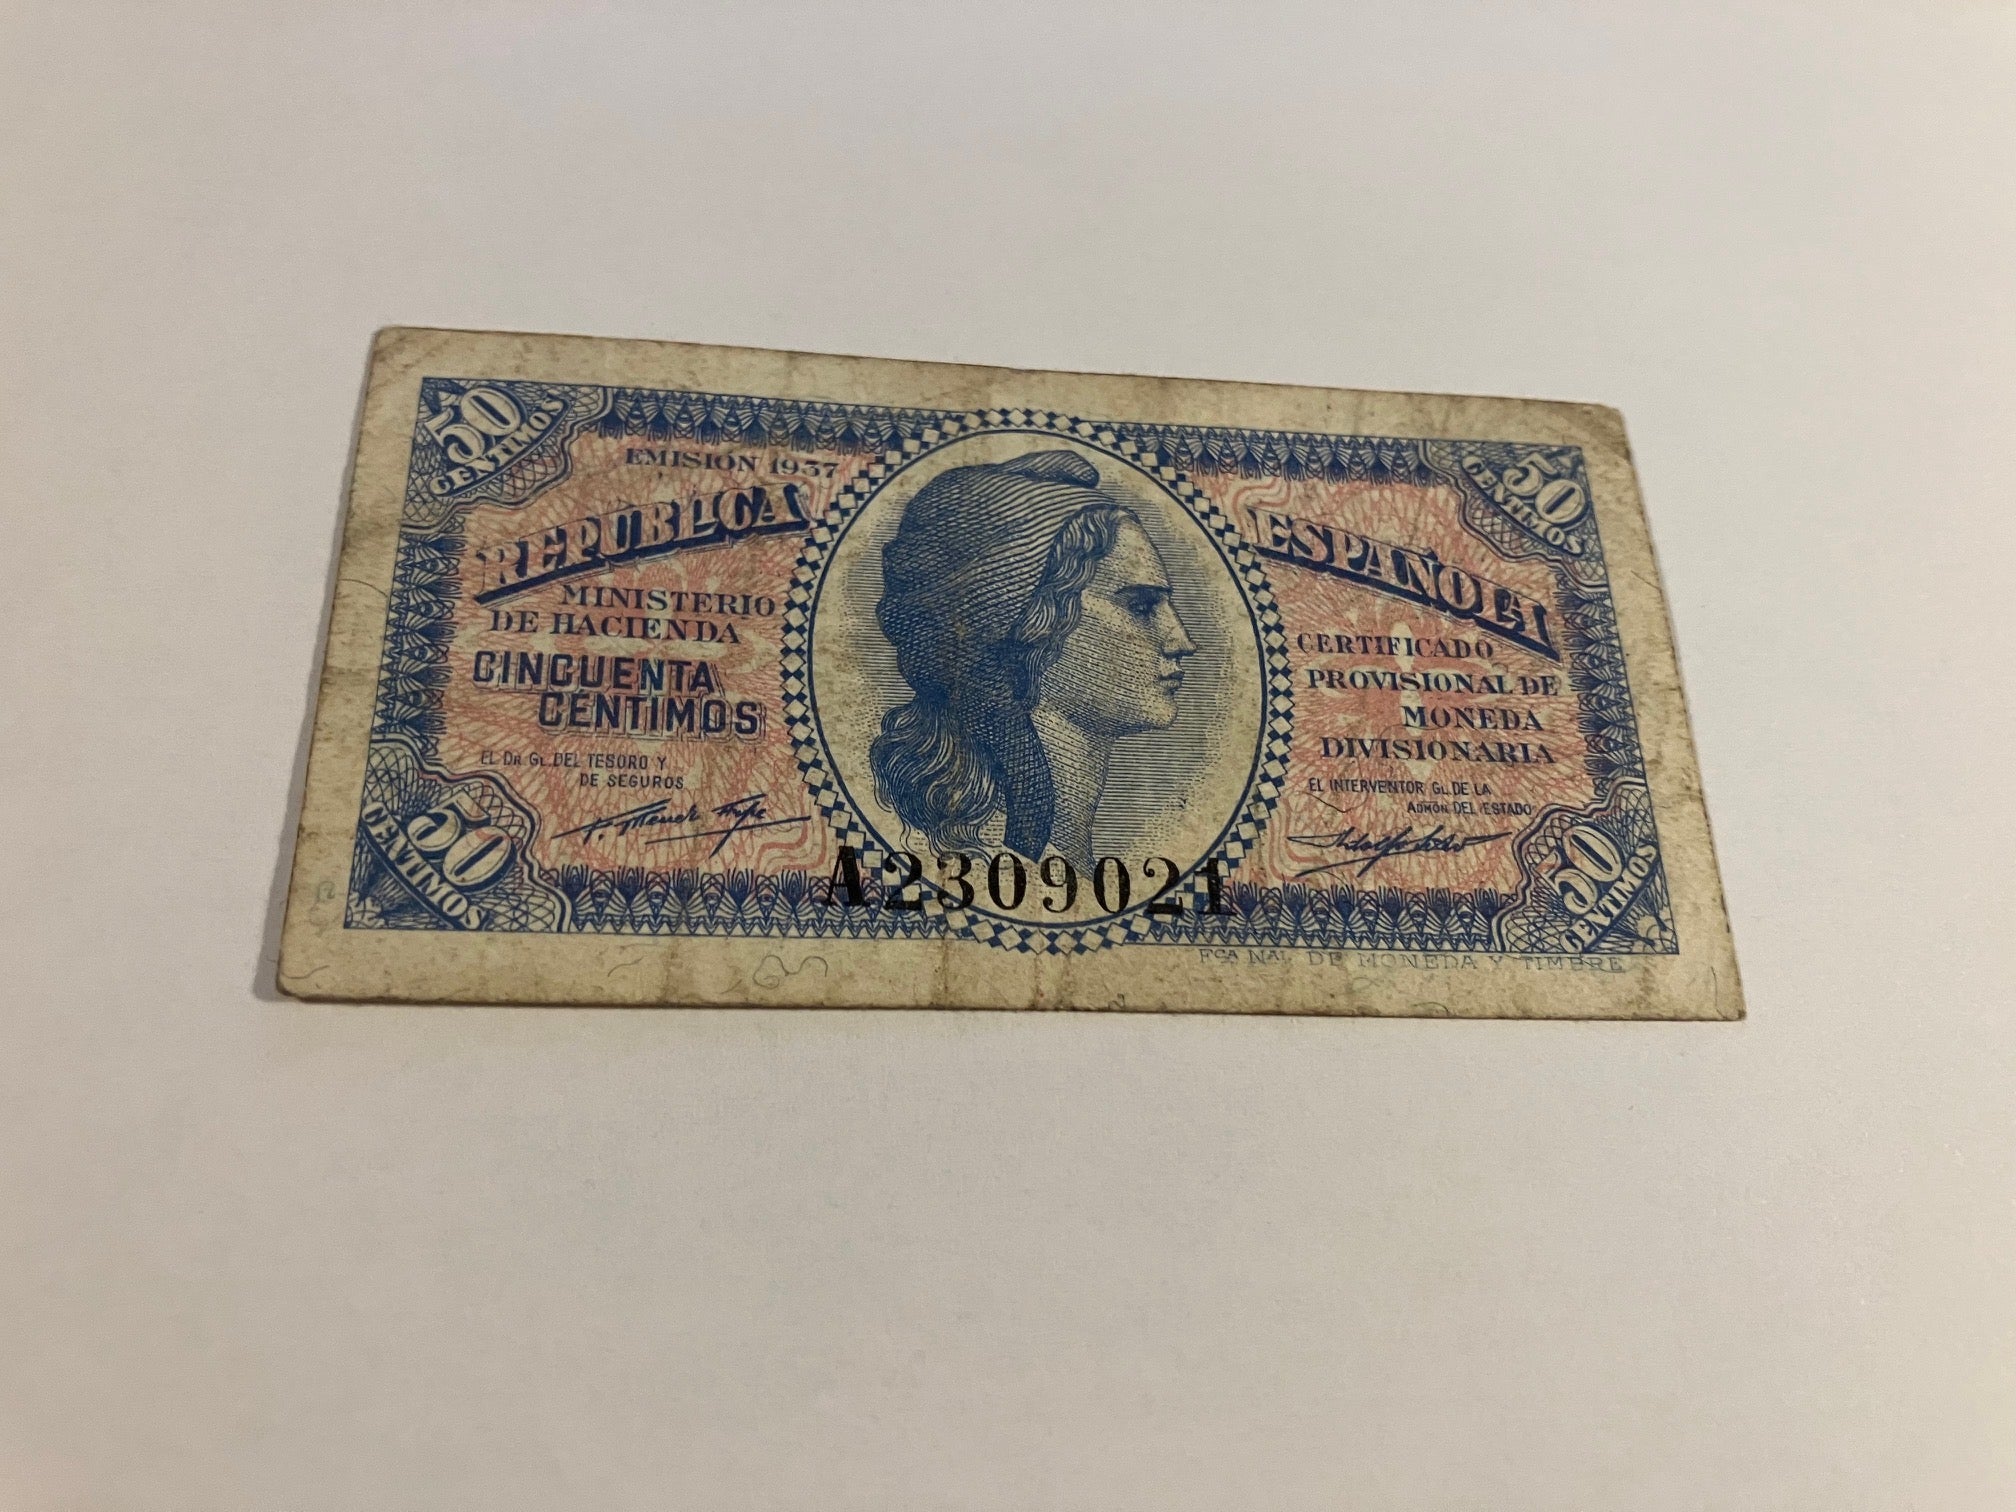 50
CENTIMOS
50
CENTIMOS
EMISIÓN 1937
REPUBLICA
ESPAÑOLA
MINISTERIO
DE HACIENDA
CINCUENTA
CENTIMOS
EL DR. GL. DEL TESORO Y
DE SEGUROS
CERTIFICADO
PROVISIONAL DE
MONEDA
DIVISIONARIA
EL INTERVENTOR GL. DE LA
ADMÓN. DEL ESTADO
A2309021
50
CENTIMOS
50
CENTIMOS
FCA NAL DE MONEDA Y TIMBRE